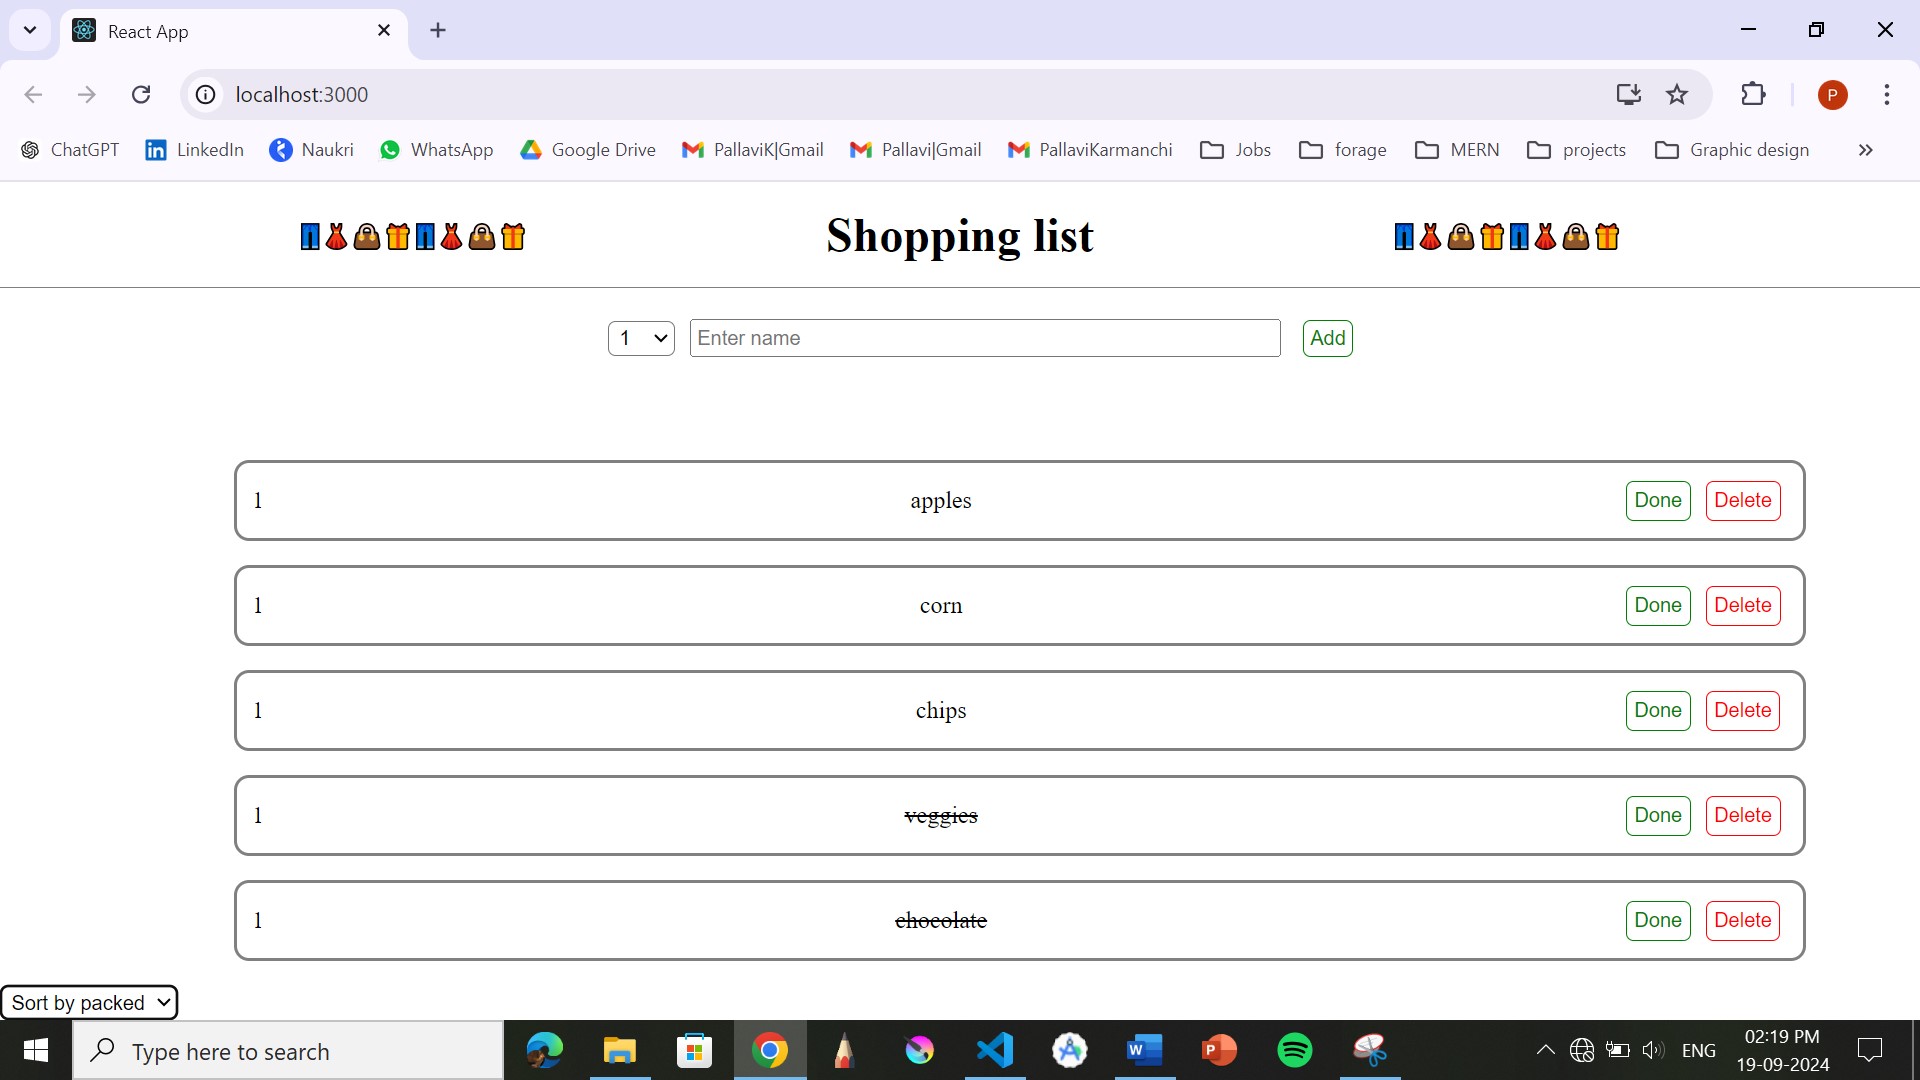 React App
localhost:3000
P
ChatGPT LinkedIn Naukri WhatsApp Google Drive PallaviK|Gmail Pallavi|Gmail PallaviKarmanchi Jobs forage MERN projects Graphic design
Shopping list
1 Enter name Add
1 apples Done Delete
1 corn Done Delete
1 chips Done Delete
1 veggies Done Delete
1 chocolate Done Delete
Sort by packed
Type here to search
ENG
02:19 PM
19-09-2024